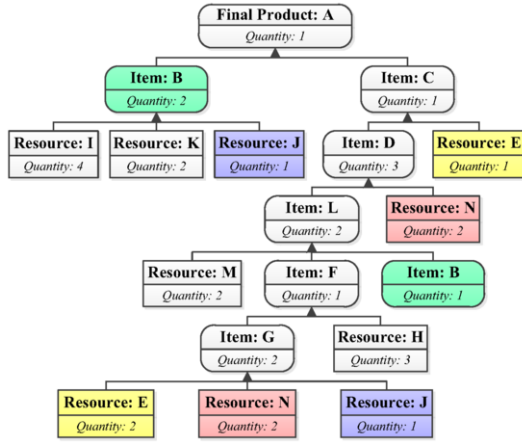 Final Product: A
Quantity: 1
Item: B
Quantity: 2
Item: C
Quantity: 1
Resource: I
Quantity: 4
Resource: K
Quantity: 2
Resource: J
Quantity: 1
Item: D
Quantity: 3
Resource: E
Quantity: 1
Item: L
Quantity: 2
Resource: N
Quantity: 2
Resource: M
Quantity: 2
Item: F
Quantity: 1
Item: B
Quantity: 1
Item: G
Quantity: 2
Resource: H
Quantity: 3
Resource: E
Quantity: 2
Resource: N
Quantity: 2
Resource: J
Quantity: 1